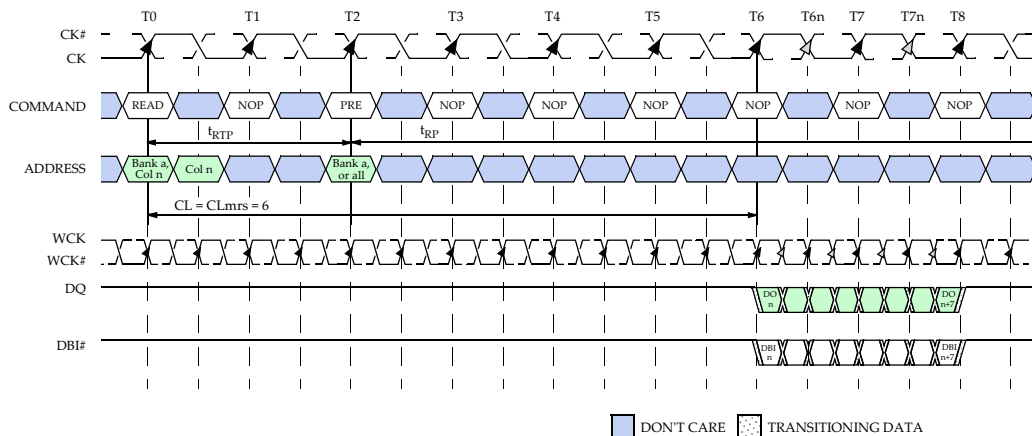 T0 T1 T2 T3 T4 T5 T6 T6n T7 T7n T8
CK#
CK
COMMAND READ NOP PRE NOP NOP NOP NOP NOP NOP
tRTP tRP
ADDRESS Bank a, Col n Col n Bank a, or all
CL = CLmrs = 6
WCK
WCK#
DQ DO n DO n+7
DBI# DBI n DBI n+7
DON'T CARE TRANSITIONING DATA